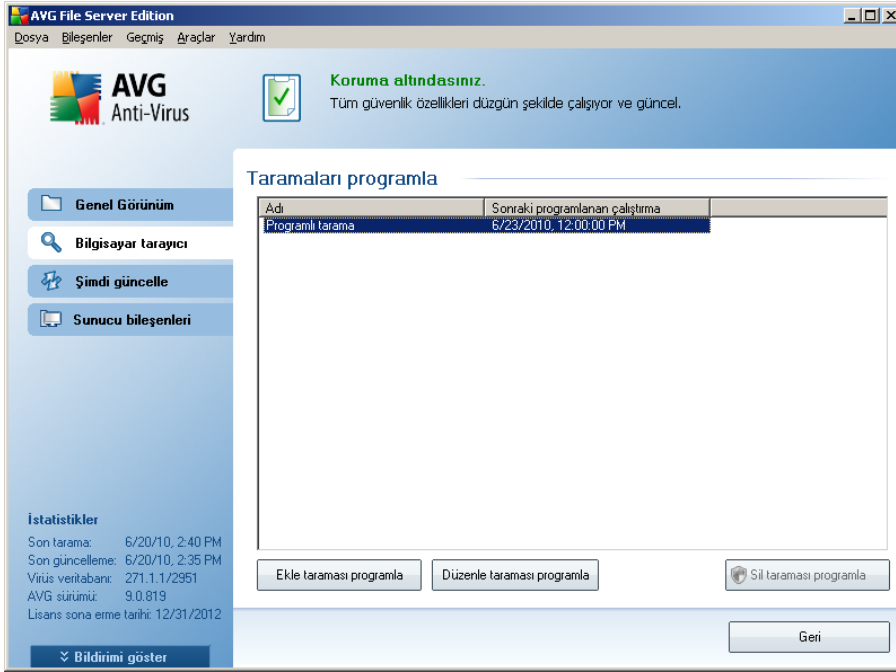 AVG File Server Edition
Dosya Bileşenler Geçmiş Araçlar Yardım
AVG
Anti-Virus
Koruma altındasınız.
Tüm güvenlik özellikleri düzgün şekilde çalışıyor ve güncel.
Genel Görünüm
Bilgisayar tarayıcı
Şimdi güncelle
Sunucu bileşenleri
Taramaları programla
Adı Sonraki programlanan çalıştırma
Programlı tarama 6/23/2010, 12:00:00 PM
Ekle taraması programla Düzenle taraması programla Sil taraması programla
İstatistikler
Son tarama: 6/20/10, 2:40 PM
Son güncelleme: 6/20/10, 2:35 PM
Virüs veritabanı: 271.1.1/2951
AVG sürümü: 9.0.819
Lisans sona erme tarihi: 12/31/2012
Bildirimi göster
Geri